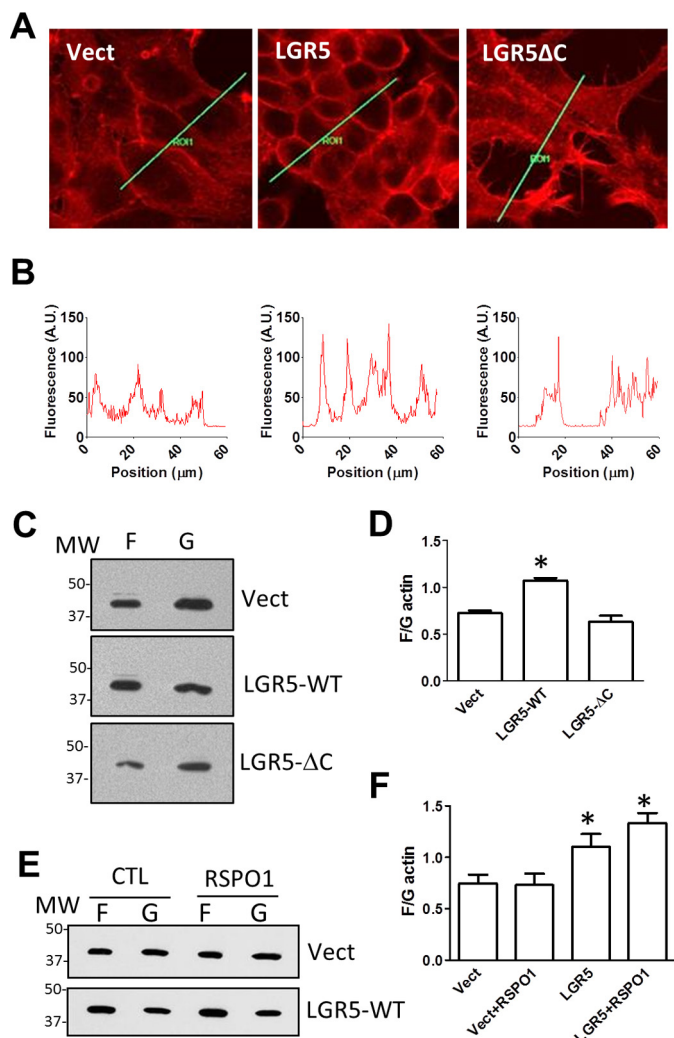 A
Vect
LGR5
LGR5ΔC
ROI1
ROI1
ROI1
B
Fluorescence (A.U.)
150
100
50
0
0 20 40 60
Position (μm)
Fluorescence (A.U.)
150
100
50
0
0 20 40 60
Position (μm)
Fluorescence (A.U.)
150
100
50
0
0 20 40 60
Position (μm)
C
MW F G
50-
37-
Vect
50-
37-
LGR5-WT
50-
37-
LGR5-ΔC
D
F/G actin
1.5
1.0
0.5
0.0
*
Vect
LGR5-WT
LGR5-ΔC
E
CTL RSPO1
MW F G F G
50-
37-
Vect
50-
37-
LGR5-WT
F
F/G actin
1.5
1.0
0.5
0.0
* *
Vect
Vect+RSPO1
LGR5
LGR5+RSPO1